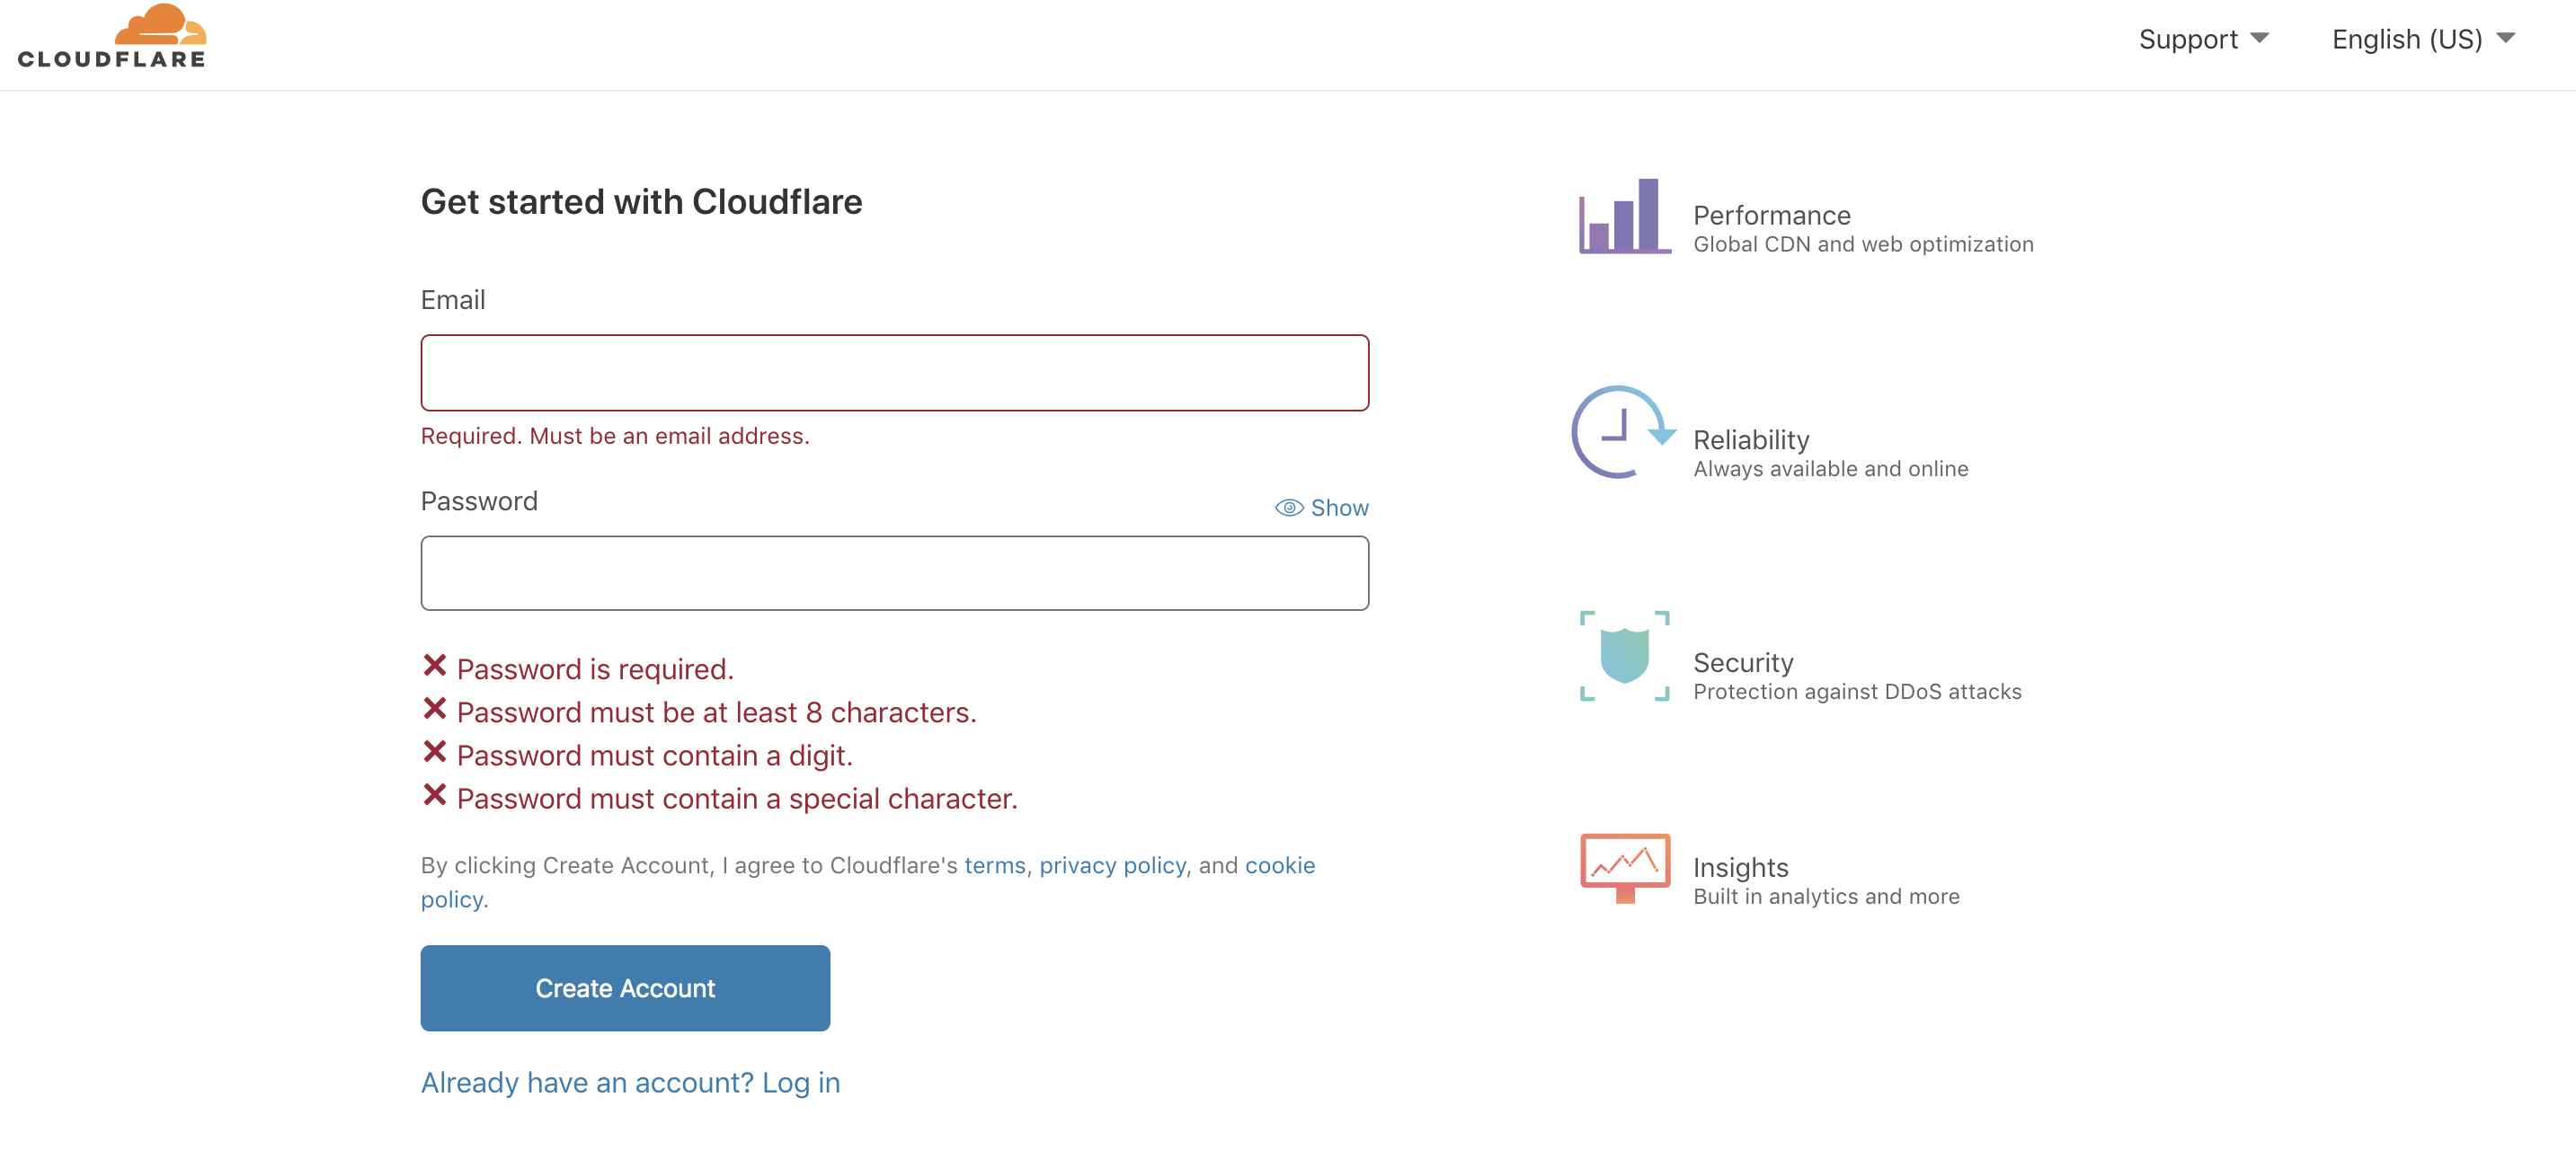 CLOUDFLARE
Support
English (US)
Get started with Cloudflare
Email
Required. Must be an email address.
Password
Show
Password is required.
Password must be at least 8 characters.
Password must contain a digit.
Password must contain a special character.
By clicking Create Account, I agree to Cloudflare's terms, privacy policy, and cookie
policy.
Create Account
Already have an account? Log in
Performance
Global CDN and web optimization
Reliability
Always available and online
Security
Protection against DDoS attacks
Insights
Built in analytics and more